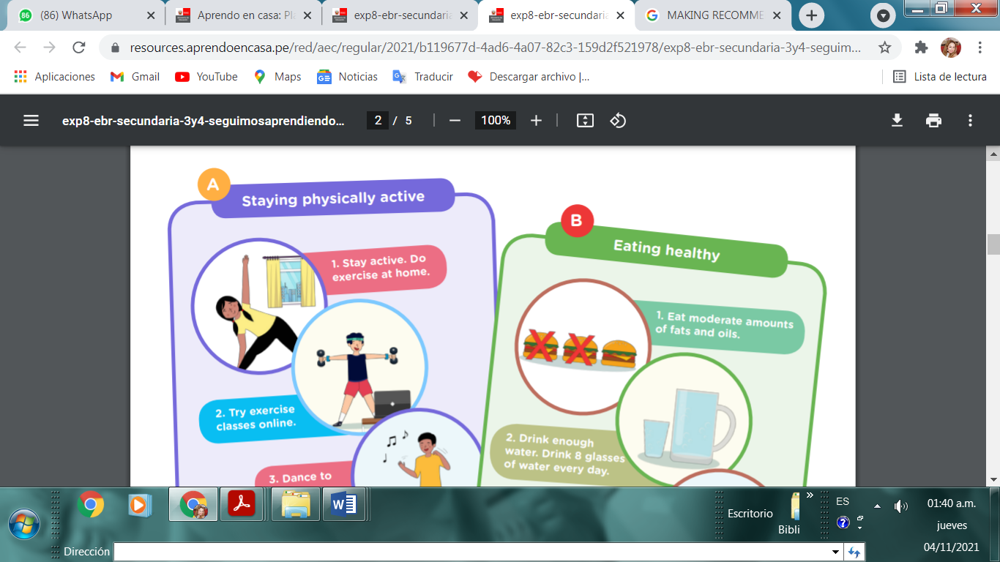 86
(86) WhatsApp
Aprendo en casa: Pla
exp8-ebr-secundaria
exp8-ebr-secundaria
MAKING RECOMME
resources.aprendoencasa.pe/red/aec/regular/2021/b119677d-4ad6-4a07-82c3-159d2f521978/exp8-ebr-secundaria-3y4-seguim...
Aplicaciones
Gmail
YouTube
Maps
Noticias
Traducir
Descargar archivo |...
Lista de lectura
exp8-ebr-secundaria-3y4-seguimosaprendiendo...
2 / 5
100%
A
Staying physically active
1. Stay active. Do
exercise at home.
2. Try exercise
classes online.
3. Dance to
B
Eating healthy
1. Eat moderate amounts
of fats and oils.
2. Drink enough
water. Drink 8 glasses
of water every day.
Escritorio
Bibli
ES
01:40 a.m.
jueves
04/11/2021
Dirección